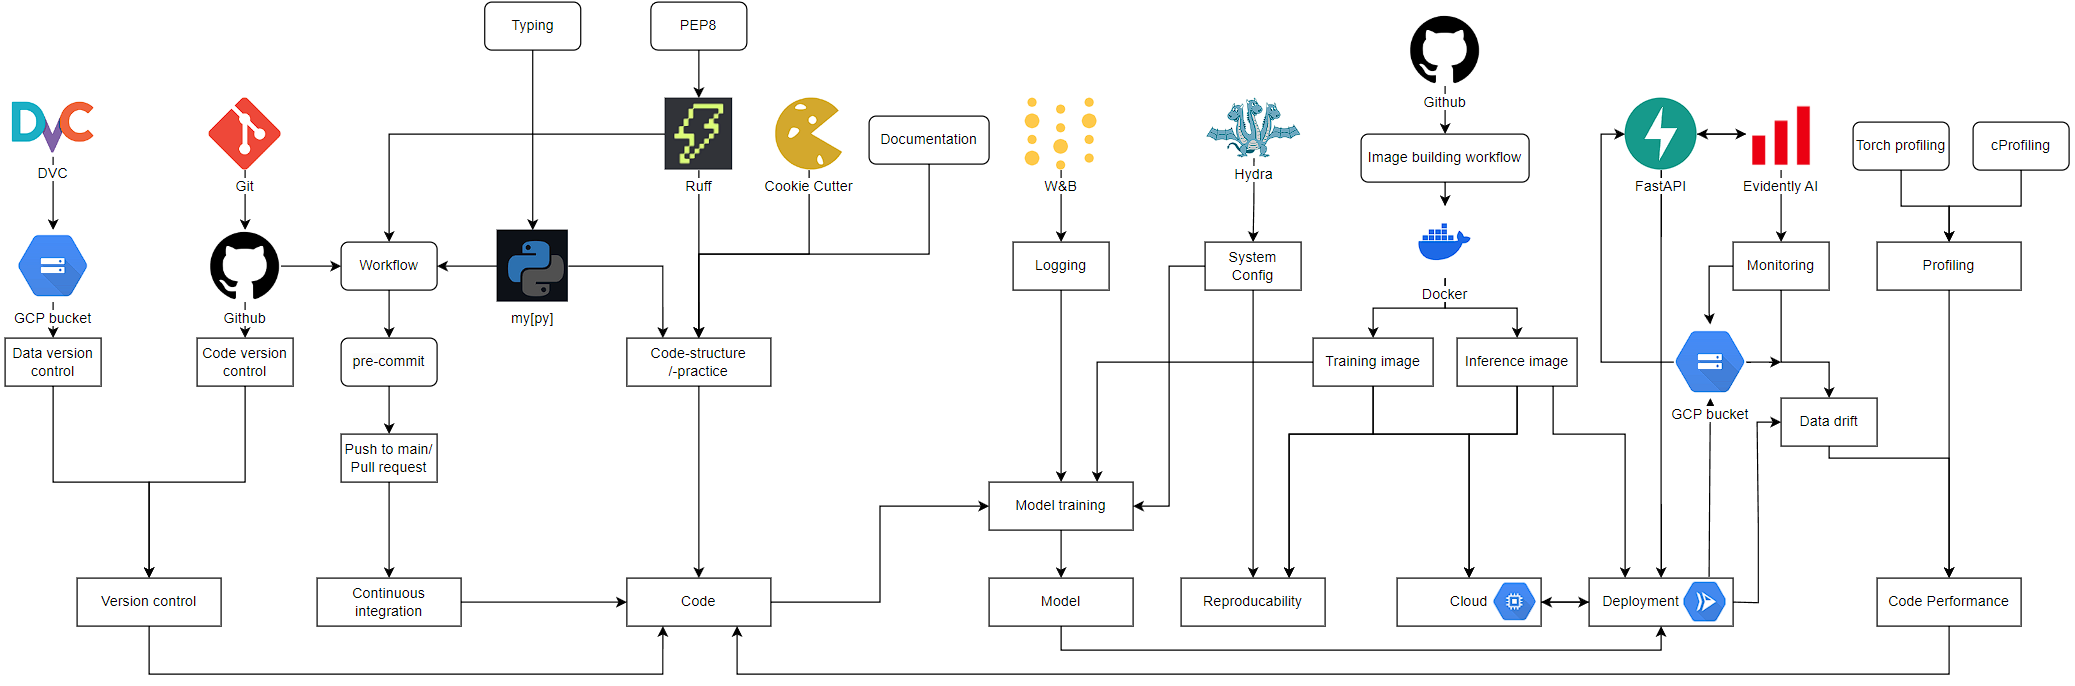 Typing
PEP8
Github
DVC
DVC
Git
Ruff
Cookie Cutter
Documentation
W&B
Hydra
Image building workflow
FastAPI
Evidently AI
Torch profiling
cProfiling
GCP bucket
Github
Workflow
my[py]
Logging
System
Config
Docker
Monitoring
Profiling
Data version
control
Code version
control
pre-commit
Code-structure
/-practice
Training image
Inference image
GCP bucket
Data drift
Push to main/
Pull request
Model training
Version control
Continuous
integration
Code
Model
Reproducability
Cloud
Deployment
Code Performance